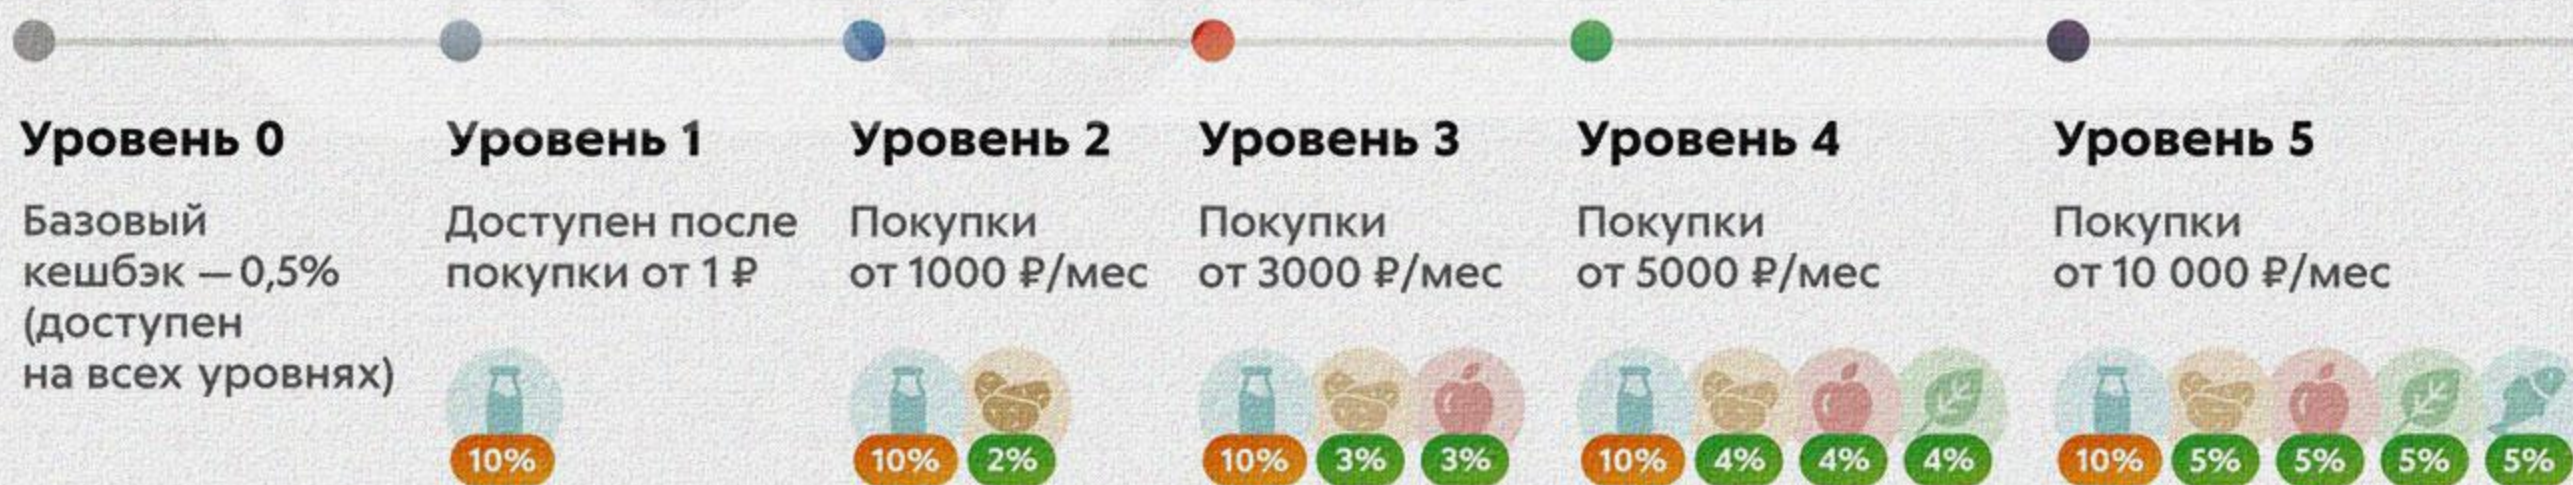 Уровень 0
Базовый
кешбэк — 0,5%
(доступен
на всех уровнях)
Уровень 1
Доступен после
покупки от 1 ₽
10%
Уровень 2
Покупки
от 1000 ₽/мес
10% 2%
Уровень 3
Покупки
от 3000 ₽/мес
10% 3% 3%
Уровень 4
Покупки
от 5000 ₽/мес
10% 4% 4% 4%
Уровень 5
Покупки
от 10 000 ₽/мес
10% 5% 5% 5% 5%